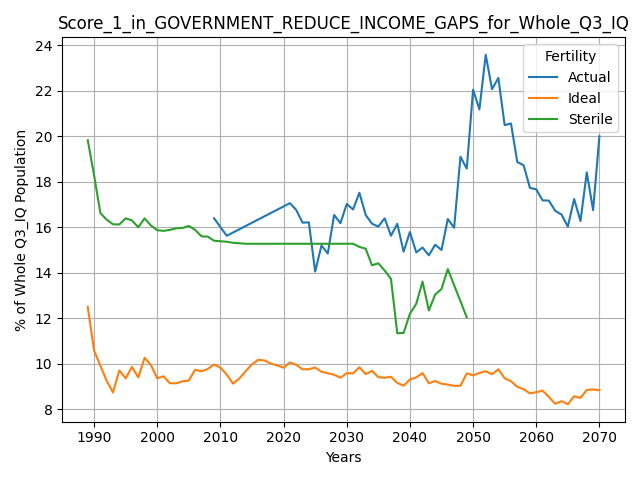 Score_1_in_GOVERNMENT_REDUCE_INCOME_GAPS_for_Whole_Q3_IQ
% of Whole Q3_IQ Population
24
22
20
18
16
14
12
10
8
Fertility
Actual
Ideal
Sterile
1990 2000 2010 2020 2030 2040 2050 2060 2070
Years